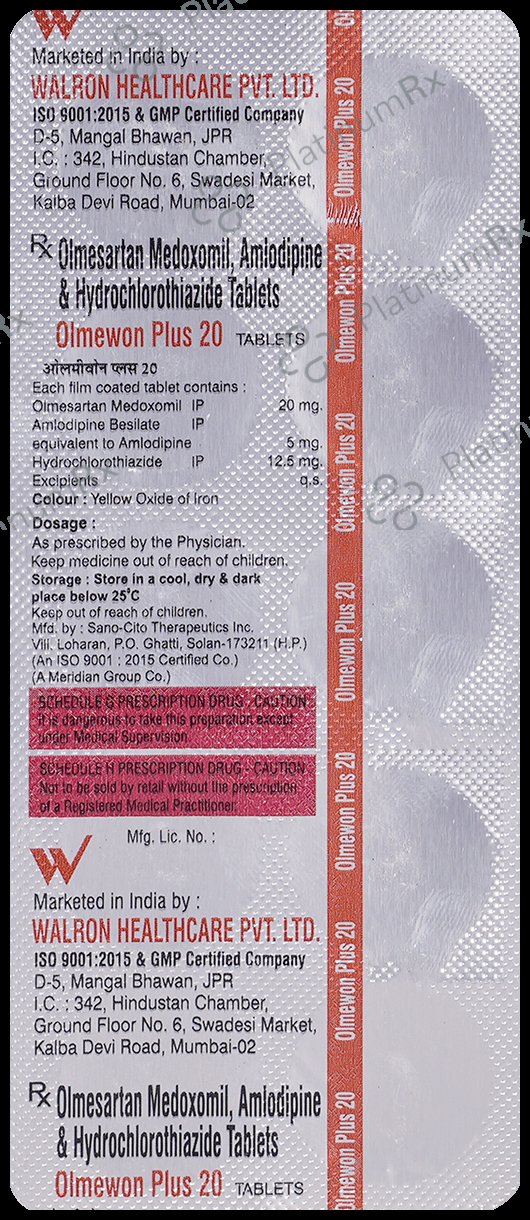 W
Marketed in India by :
WALRON HEALTHCARE PVT. LTD.
ISO 9001:2015 & GMP Certified Company
D-5, Mangal Bhawan, JPR
I.C. : 342, Hindustan Chamber,
Ground Floor No. 6, Swadesi Market,
Kalba Devi Road, Mumbai-02
Rx Olmesartan Medoxomil, Amlodipine
& Hydrochlorothiazide Tablets
Olmewon Plus 20 TABLETS
ओलमीवोन प्लस 20
Each film coated tablet contains :
Olmesartan Medoxomil IP 20 mg.
Amlodipine Besilate IP
equivalent to Amlodipine 5 mg.
Hydrochlorothiazide IP 12.5 mg.
Excipients q.s.
Colour : Yellow Oxide of Iron
Dosage :
As prescribed by the Physician.
Keep medicine out of reach of children.
Storage : Store in a cool, dry & dark
place below 25°C
Keep out of reach of children.
Mfd. by : Sano-Cito Therapeutics Inc.
Vill. Loharan, P.O. Ghatti, Solan-173211 (H.P.)
(An ISO 9001 : 2015 Certified Co.)
(A Meridian Group Co.)
SCHEDULE G PRESCRIPTION DRUG - CAUTION
It is dangerous to take this preparation except
under Medical Supervision
SCHEDULE H PRESCRIPTION DRUG - CAUTION
Not to be sold by retail without the prescription
of a Registered Medical Practitioner.
Mfg. Lic. No. :
W
Marketed in India by :
WALRON HEALTHCARE PVT. LTD.
ISO 9001:2015 & GMP Certified Company
D-5, Mangal Bhawan, JPR
I.C. : 342, Hindustan Chamber,
Ground Floor No. 6, Swadesi Market,
Kalba Devi Road, Mumbai-02
Rx Olmesartan Medoxomil, Amlodipine
& Hydrochlorothiazide Tablets
Olmewon Plus 20 TABLETS
Olmewon Plus 20
Olmewon Plus 20
Olmewon Plus 20
Olmewon Plus 20
Olmewon Plus 20
Olmewon Plus 20
Olmewon Plus 20
PlatinumRx
PlatinumRx
PlatinumRx